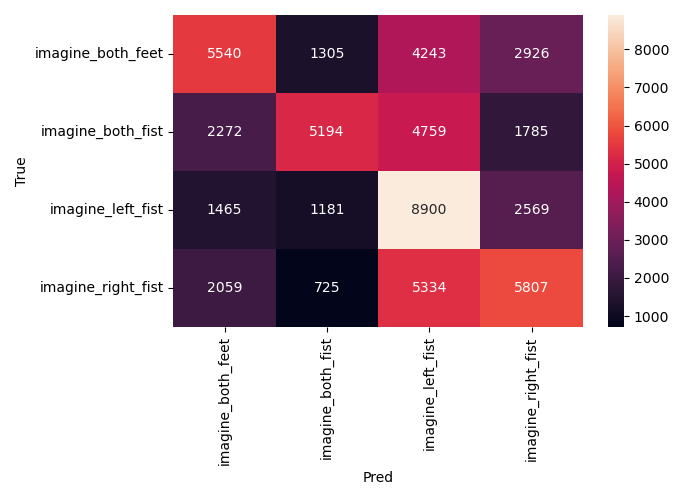 imagine_both_feet 5540 1305 4243 2926
imagine_both_fist 2272 5194 4759 1785
imagine_left_fist 1465 1181 8900 2569
imagine_right_fist 2059 725 5334 5807
True
imagine_both_feet
imagine_both_fist
imagine_left_fist
imagine_right_fist
Pred
8000
7000
6000
5000
4000
3000
2000
1000